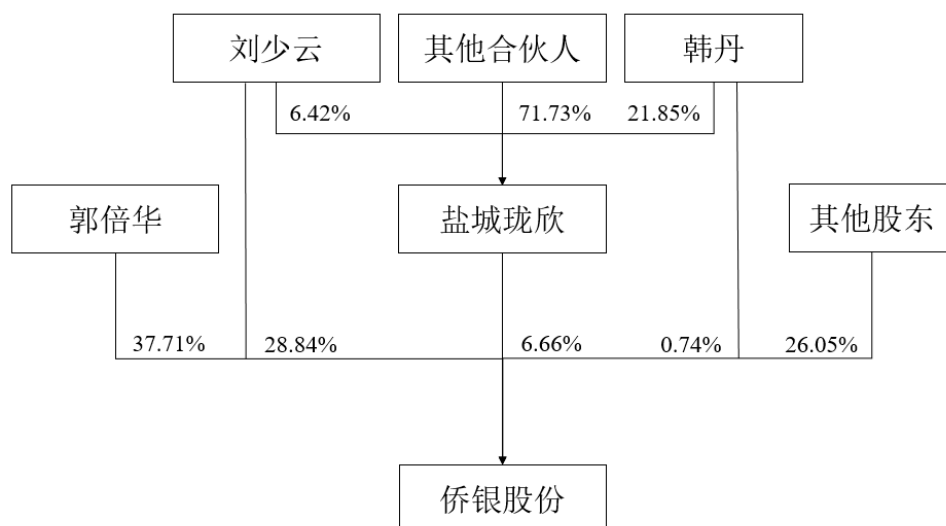 刘少云
其他合伙人
韩丹
6.42%
71.73%
21.85%
郭倍华
盐城珑欣
其他股东
37.71%
28.84%
6.66%
0.74%
26.05%
侨银股份